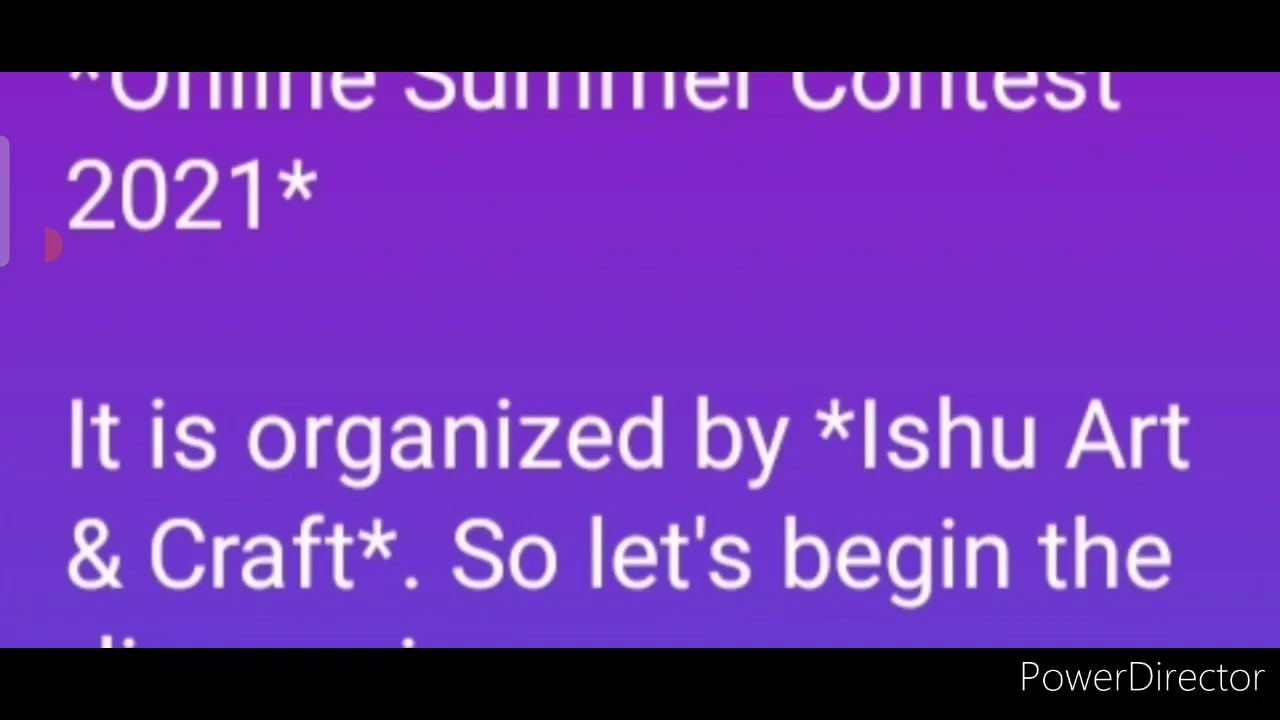 *Online Summer Contest
2021*
It is organized by *Ishu Art
& Craft*. So let's begin the
PowerDirector